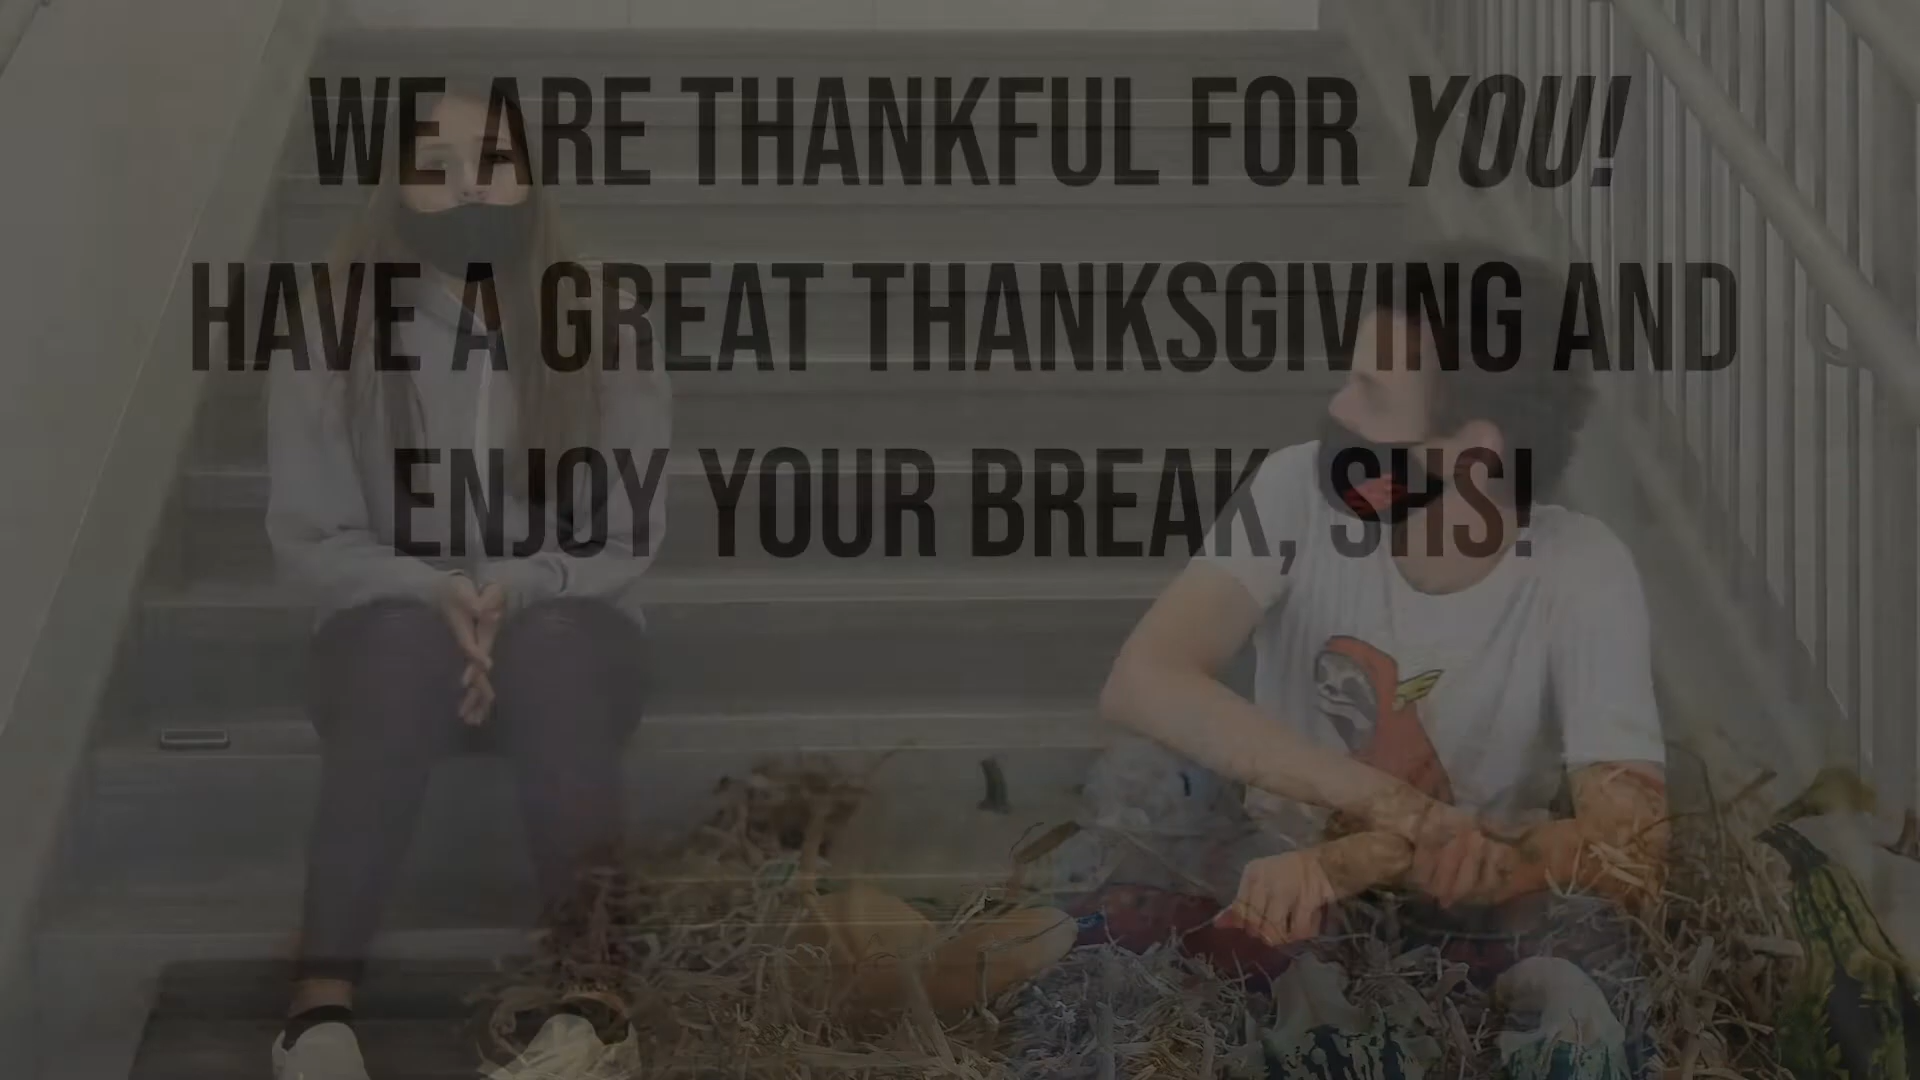 WE ARE THANKFUL FOR YOU!
HAVE A GREAT THANKSGIVING AND
ENJOY YOUR BREAK, SHS!